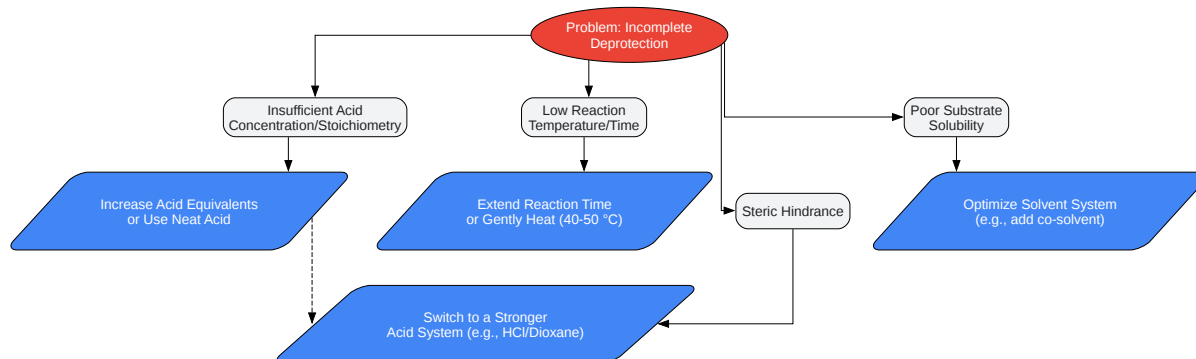 Problem: Incomplete
Deprotection
Insufficient Acid
Concentration/Stoichiometry
Low Reaction
Temperature/Time
Poor Substrate
Solubility
Increase Acid Equivalents
or Use Neat Acid
Extend Reaction Time
or Gently Heat (40-50 °C)
Steric Hindrance
Optimize Solvent System
(e.g., add co-solvent)
Switch to a Stronger
Acid System (e.g., HCl/Dioxane)